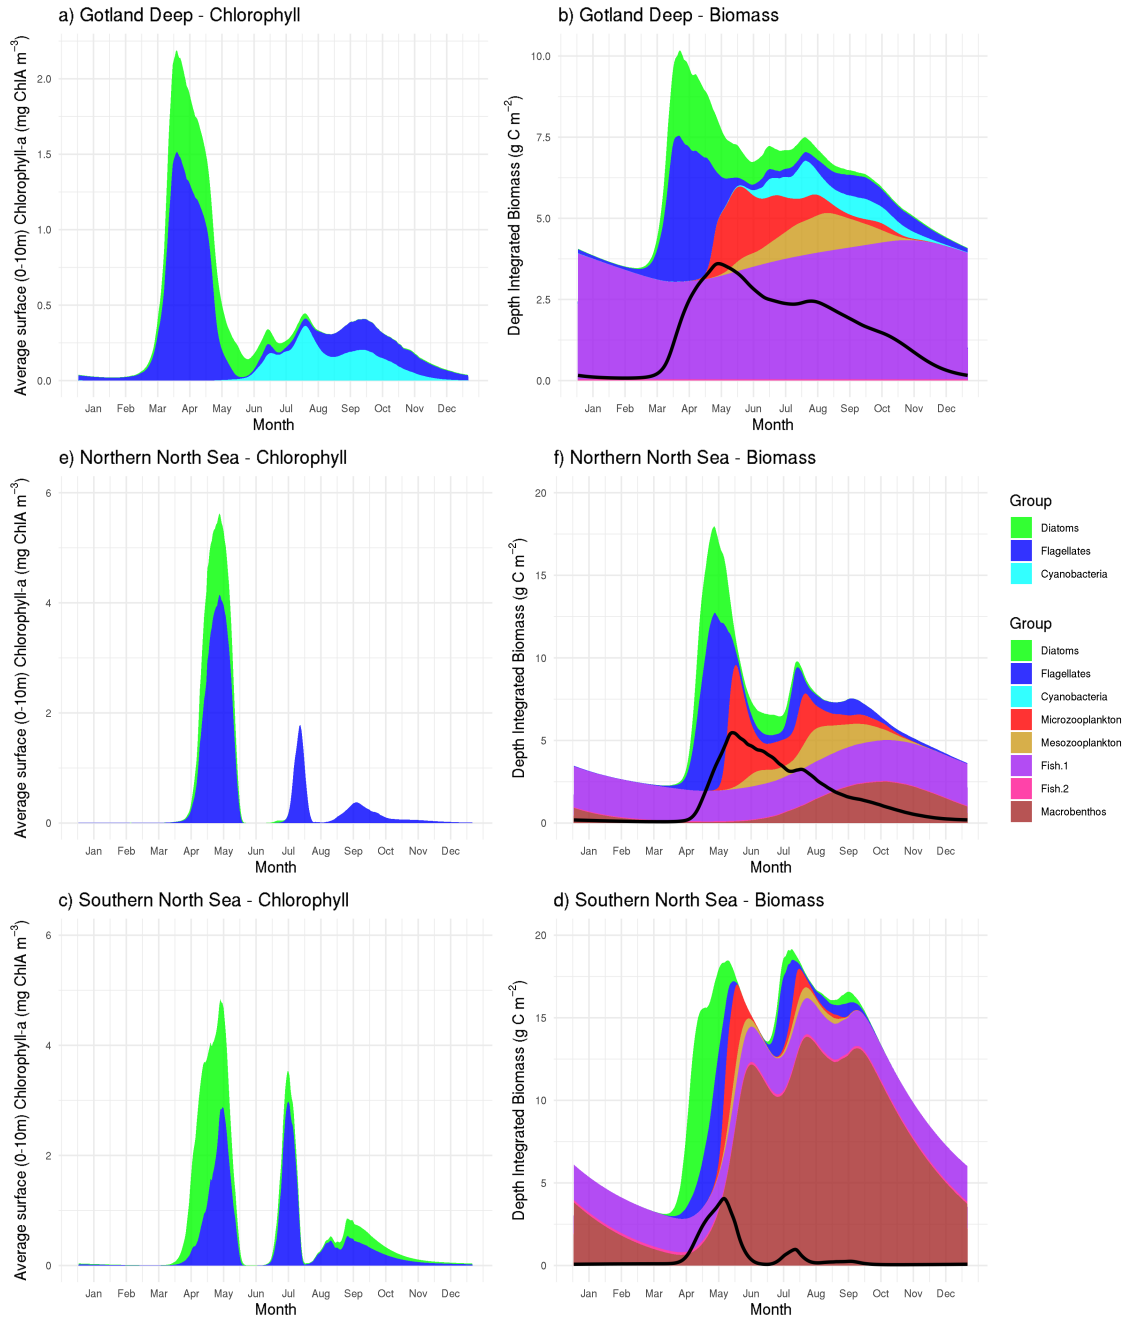 a) Gotland Deep - Chlorophyll
Average surface (0-10m) Chlorophyll-a (mg ChlA m⁻³)
2.0
1.5
1.0
0.5
0.0
Jan Feb Mar Apr May Jun Jul Aug Sep Oct Nov Dec
Month
b) Gotland Deep - Biomass
Depth Integrated Biomass (g C m⁻²)
10.0
7.5
5.0
2.5
0.0
Jan Feb Mar Apr May Jun Jul Aug Sep Oct Nov Dec
Month
e) Northern North Sea - Chlorophyll
Average surface (0-10m) Chlorophyll-a (mg ChlA m⁻³)
6
4
2
0
Jan Feb Mar Apr May Jun Jul Aug Sep Oct Nov Dec
Month
f) Northern North Sea - Biomass
Depth Integrated Biomass (g C m⁻²)
20
15
10
5
0
Jan Feb Mar Apr May Jun Jul Aug Sep Oct Nov Dec
Month
Group
Diatoms
Flagellates
Cyanobacteria
Group
Diatoms
Flagellates
Cyanobacteria
Microzooplankton
Mesozooplankton
Fish.1
Fish.2
Macrobenthos
c) Southern North Sea - Chlorophyll
Average surface (0-10m) Chlorophyll-a (mg ChlA m⁻³)
6
4
2
0
Jan Feb Mar Apr May Jun Jul Aug Sep Oct Nov Dec
Month
d) Southern North Sea - Biomass
Depth Integrated Biomass (g C m⁻²)
20
15
10
5
0
Jan Feb Mar Apr May Jun Jul Aug Sep Oct Nov Dec
Month